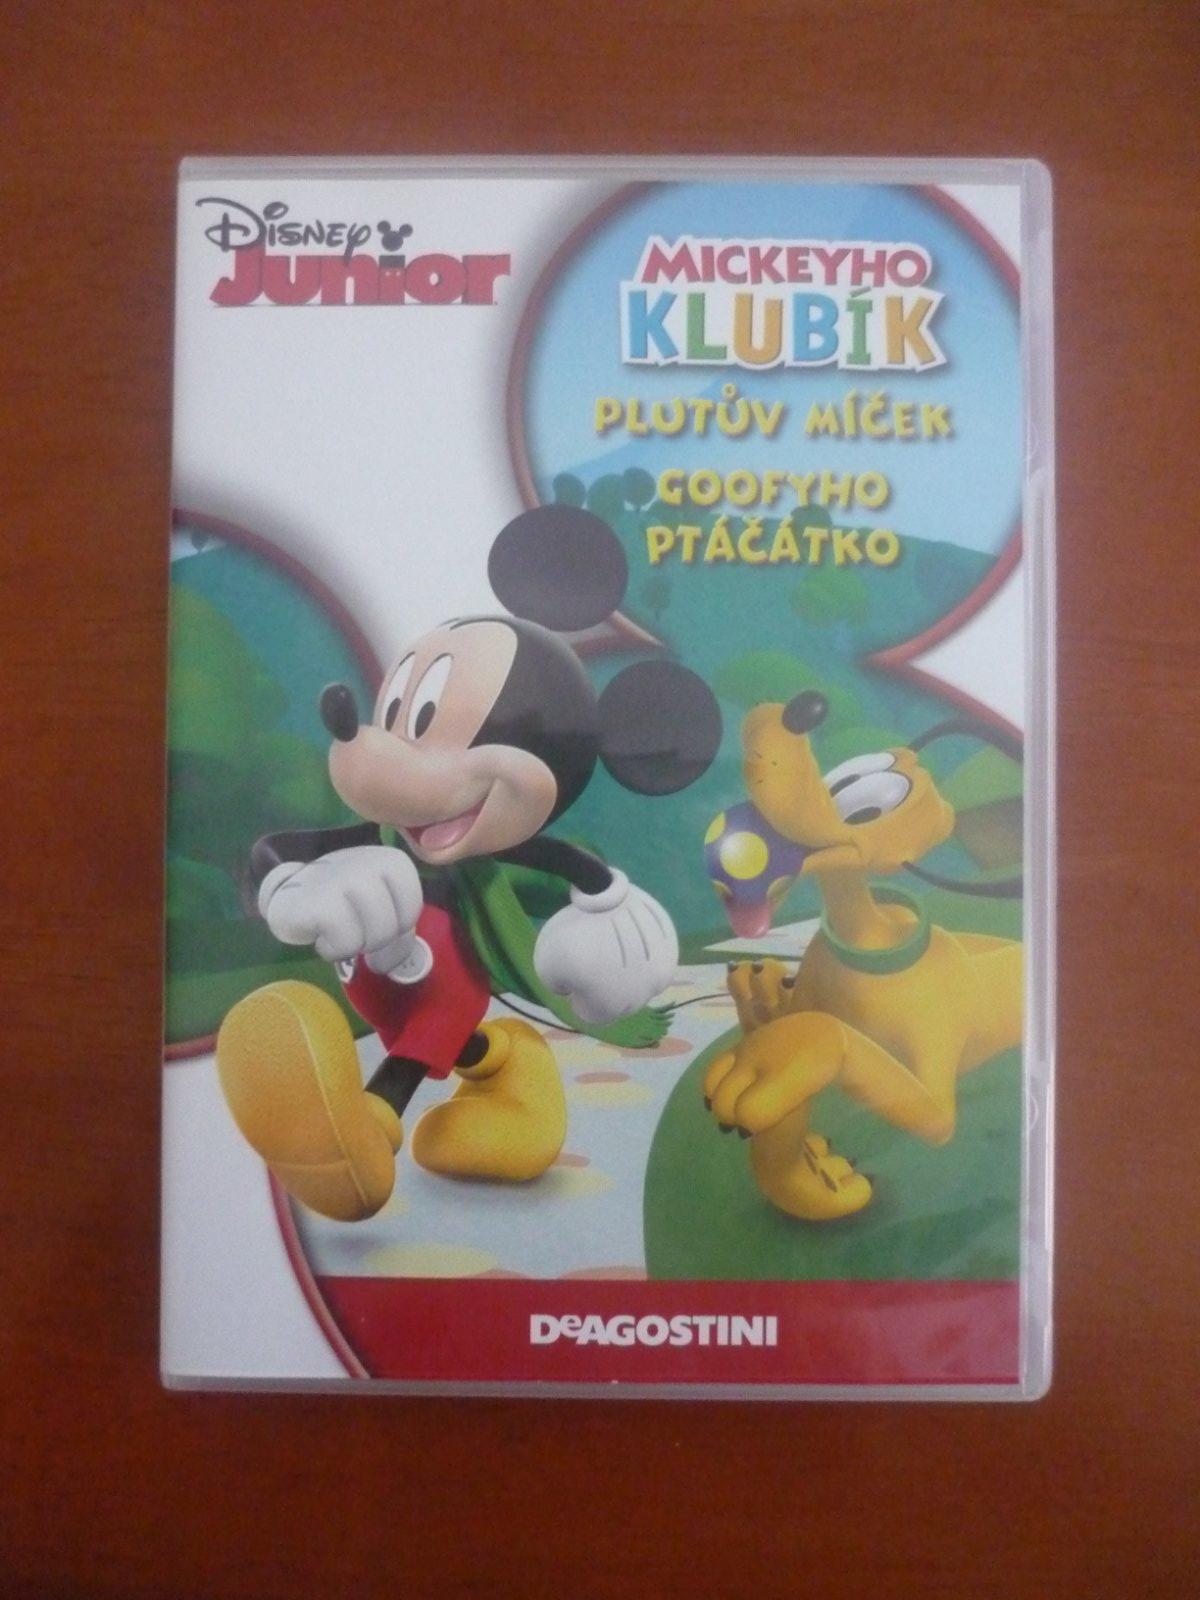 Disney
Junior
MICKEYHO
KLUBÍK
PLUTŮV MÍČEK
GOOFYHO
PTÁČÁTKO
DeAGOSTINI